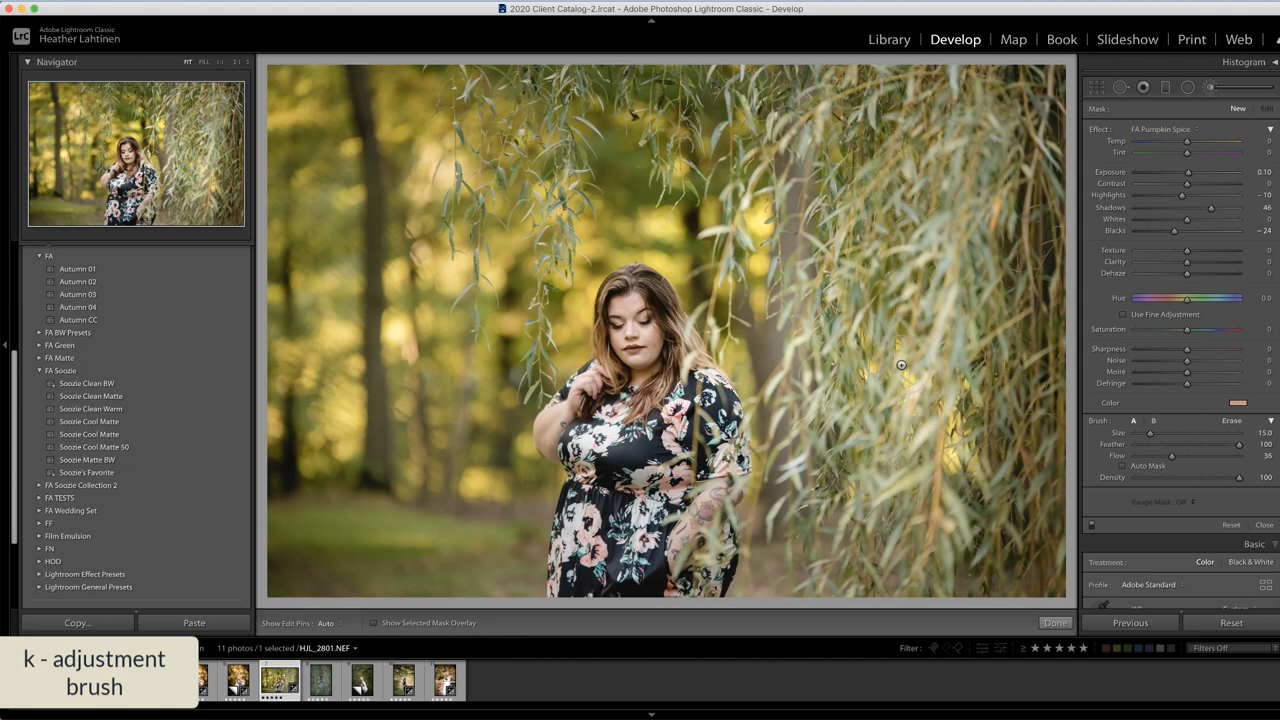 2020 Client Catalog-2.lrcat - Adobe Photoshop Lightroom Classic - Develop
LrC
Adobe Lightroom Classic
Heather Lahtinen
Library | Develop | Map | Book | Slideshow | Print | Web
Navigator
FIT FILL 1:1 2:1
Histogram
Mask : New Edit
Effect : FA Pumpkin Spice
Temp 0
Tint 0
Exposure 0.10
Contrast 0
Highlights - 10
Shadows 46
Whites 0
Blacks - 24
Texture 0
Clarity 0
Dehaze 0
Hue 0.0
Use Fine Adjustment
Saturation 0
Sharpness 0
Noise 0
Moiré 0
Defringe 0
Color
Brush : A B Erase
Size 15.0
Feather 100
Flow 36
Auto Mask
Density 100
Range Mask : Off
Reset Close
Basic
Treatment : Color Black & White
Profile : Adobe Standard
Previous Reset
FA
Autumn 01
Autumn 02
Autumn 03
Autumn 04
Autumn CC
FA BW Presets
FA Green
FA Matte
FA Soozie
Soozie Clean BW
Soozie Clean Matte
Soozie Clean Warm
Soozie Cool Matte
Soozie Cool Matte
Soozie Cool Matte 50
Soozie Matte BW
Soozie's Favorite
FA Soozie Collection 2
FA TESTS
FA Wedding Set
FF
Film Emulsion
FN
HOD
Lightroom Effect Presets
Lightroom General Presets
Copy... Paste
Show Edit Pins : Auto Show Selected Mask Overlay Done
11 photos / 1 selected / HJL_2801.NEF
Filter : Filters Off
k - adjustment
brush